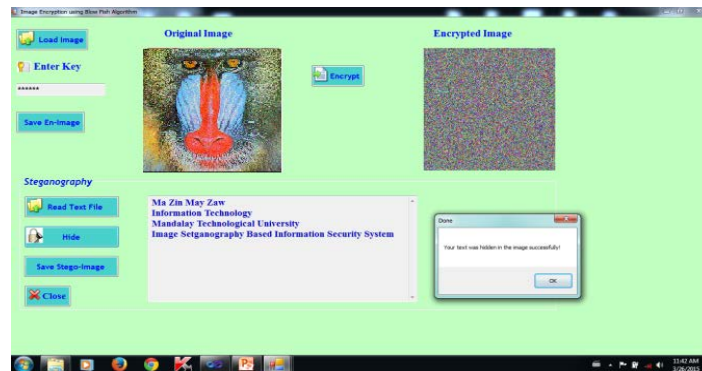 Image Encryption using Blow Fish Algorithm
Load Image
Original Image
Encrypted Image
Enter Key
Encrypt
******
Save En-Image
Steganography
Read Text File
Hide
Save Stego-Image
Close
Ma Zin May Zaw
Information Technology
Mandalay Technological University
Image Setganography Based Information Security System
Done
Your text was hidden in the image successfully!
OK
11:42 AM
3/26/2015